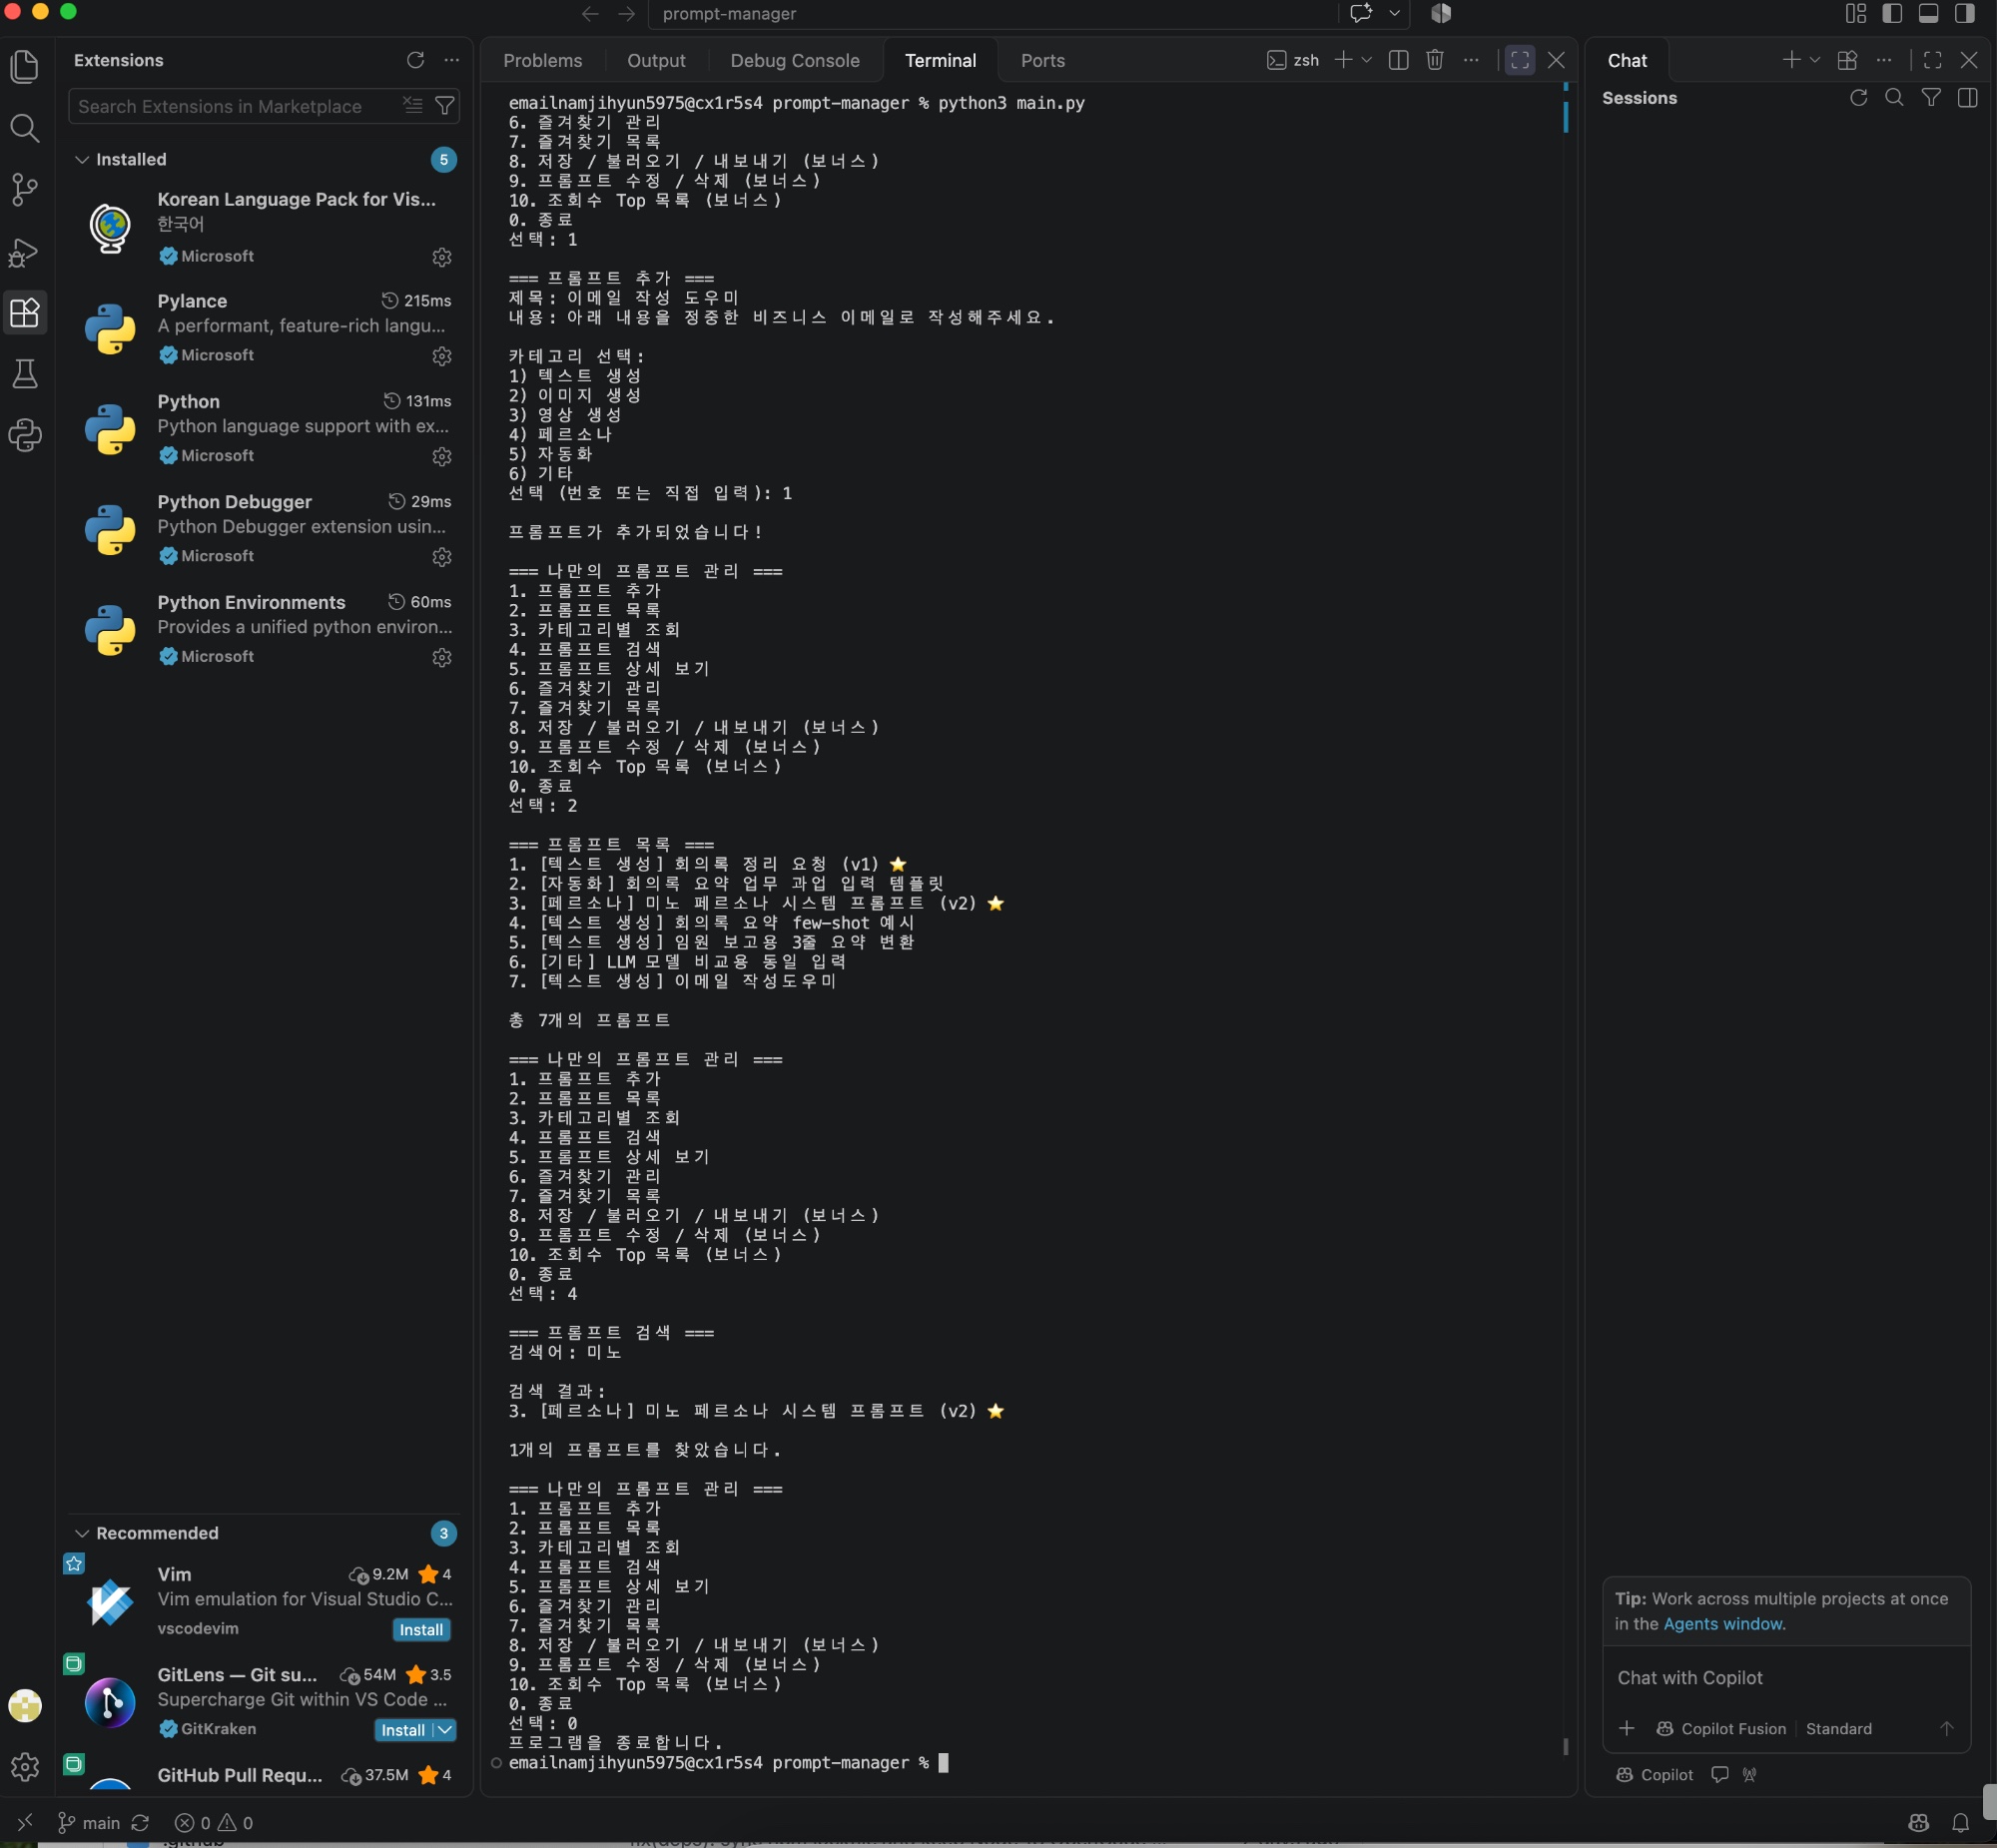 prompt-manager
Extensions
Search Extensions in Marketplace
Installed
5
Korean Language Pack for Vis...
한국어
Microsoft
Pylance
215ms
A performant, feature-rich langu...
Microsoft
Python
131ms
Python language support with ex...
Microsoft
Python Debugger
29ms
Python Debugger extension usin...
Microsoft
Python Environments
60ms
Provides a unified python environ...
Microsoft
Recommended
3
Vim
9.2M
4
Vim emulation for Visual Studio C...
vscodevim
Install
GitLens — Git su...
54M
3.5
Supercharge Git within VS Code ...
GitKraken
Install
GitHub Pull Requ...
37.5M
4
Problems Output Debug Console Terminal Ports
zsh
emailnamjihyun5975@cx1r5s4 prompt-manager % python3 main.py
6. 즐겨찾기 관리
7. 즐겨찾기 목록
8. 저장 / 불러오기 / 내보내기 (보너스)
9. 프롬프트 수정 / 삭제 (보너스)
10. 조회수 Top 목록 (보너스)
0. 종료
선택: 1
=== 프롬프트 추가 ===
제목: 이메일 작성 도우미
내용: 아래 내용을 정중한 비즈니스 이메일로 작성해주세요.
카테고리 선택:
1) 텍스트 생성
2) 이미지 생성
3) 영상 생성
4) 페르소나
5) 자동화
6) 기타
선택 (번호 또는 직접 입력): 1
프롬프트가 추가되었습니다!
=== 나만의 프롬프트 관리 ===
1. 프롬프트 추가
2. 프롬프트 목록
3. 카테고리별 조회
4. 프롬프트 검색
5. 프롬프트 상세 보기
6. 즐겨찾기 관리
7. 즐겨찾기 목록
8. 저장 / 불러오기 / 내보내기 (보너스)
9. 프롬프트 수정 / 삭제 (보너스)
10. 조회수 Top 목록 (보너스)
0. 종료
선택: 2
=== 프롬프트 목록 ===
1. [텍스트 생성] 회의록 정리 요청 (v1) ⭐
2. [자동화] 회의록 요약 업무 과업 입력 템플릿
3. [페르소나] 미노 페르소나 시스템 프롬프트 (v2) ⭐
4. [텍스트 생성] 회의록 요약 few-shot 예시
5. [텍스트 생성] 임원 보고용 3줄 요약 변환
6. [기타] LLM 모델 비교용 동일 입력
7. [텍스트 생성] 이메일 작성도우미
총 7개의 프롬프트
=== 나만의 프롬프트 관리 ===
1. 프롬프트 추가
2. 프롬프트 목록
3. 카테고리별 조회
4. 프롬프트 검색
5. 프롬프트 상세 보기
6. 즐겨찾기 관리
7. 즐겨찾기 목록
8. 저장 / 불러오기 / 내보내기 (보너스)
9. 프롬프트 수정 / 삭제 (보너스)
10. 조회수 Top 목록 (보너스)
0. 종료
선택: 4
=== 프롬프트 검색 ===
검색어: 미노
검색 결과:
3. [페르소나] 미노 페르소나 시스템 프롬프트 (v2) ⭐
1개의 프롬프트를 찾았습니다.
=== 나만의 프롬프트 관리 ===
1. 프롬프트 추가
2. 프롬프트 목록
3. 카테고리별 조회
4. 프롬프트 검색
5. 프롬프트 상세 보기
6. 즐겨찾기 관리
7. 즐겨찾기 목록
8. 저장 / 불러오기 / 내보내기 (보너스)
9. 프롬프트 수정 / 삭제 (보너스)
10. 조회수 Top 목록 (보너스)
0. 종료
선택: 0
프로그램을 종료합니다.
emailnamjihyun5975@cx1r5s4 prompt-manager %
Chat
Sessions
Tip: Work across multiple projects at once
in the Agents window.
Chat with Copilot
Copilot Fusion
Standard
Copilot
main
0
0